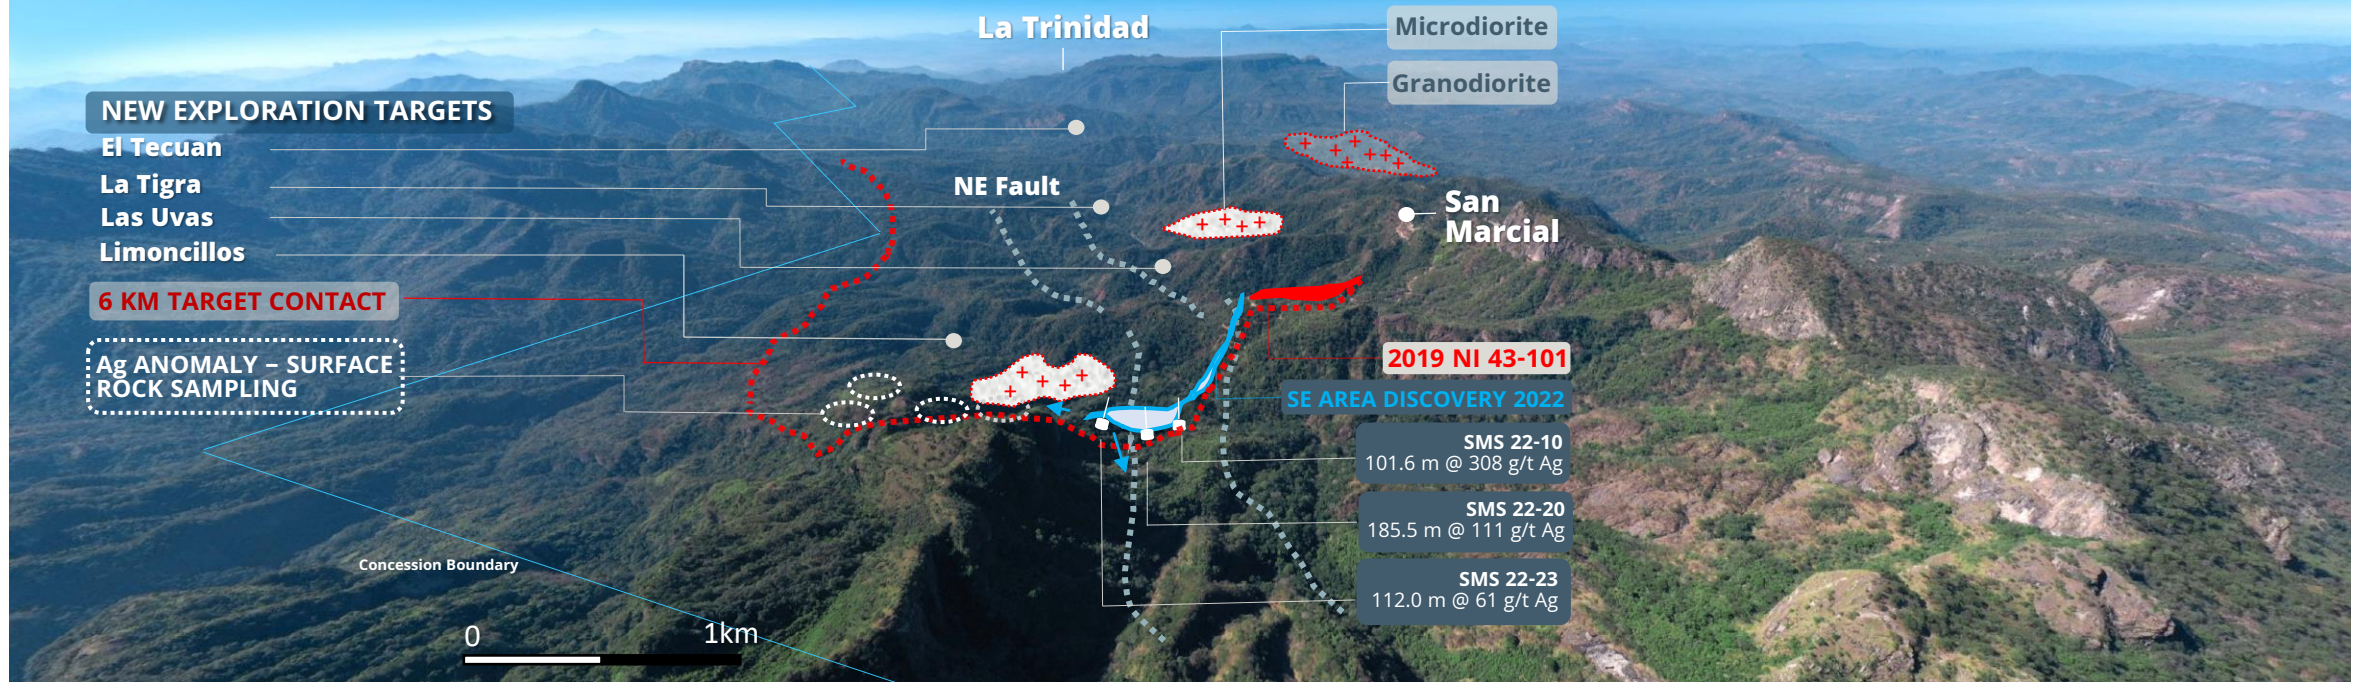 La Trinidad
Microdiorite
Granodiorite
NEW EXPLORATION TARGETS
El Tecuan
La Tigra
Las Uvas
Limoncillos
NE Fault
San
Marcial
6 KM TARGET CONTACT
Ag ANOMALY – SURFACE
ROCK SAMPLING
2019 NI 43-101
SE AREA DISCOVERY 2022
SMS 22-10
101.6 m @ 308 g/t Ag
SMS 22-20
185.5 m @ 111 g/t Ag
SMS 22-23
112.0 m @ 61 g/t Ag
Concession Boundary
0 1km